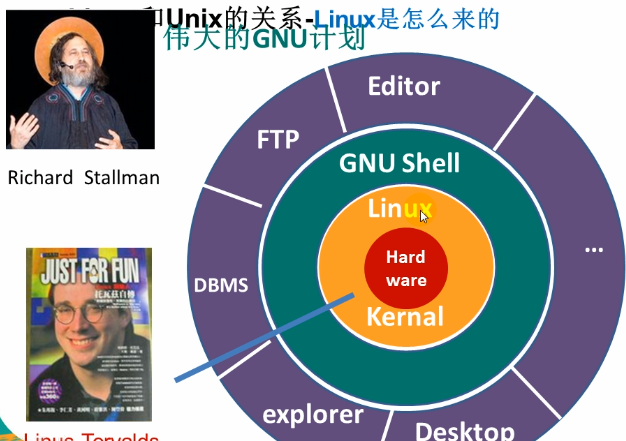 和Unix的关系-Linux是怎么来的
伟大的GNU计划
Richard Stallman
Editor
FTP
GNU Shell
Linux
Hard
ware
Kernal
DBMS
...
explorer
Desktop
JUST FOR FUN
Linus Torvalds